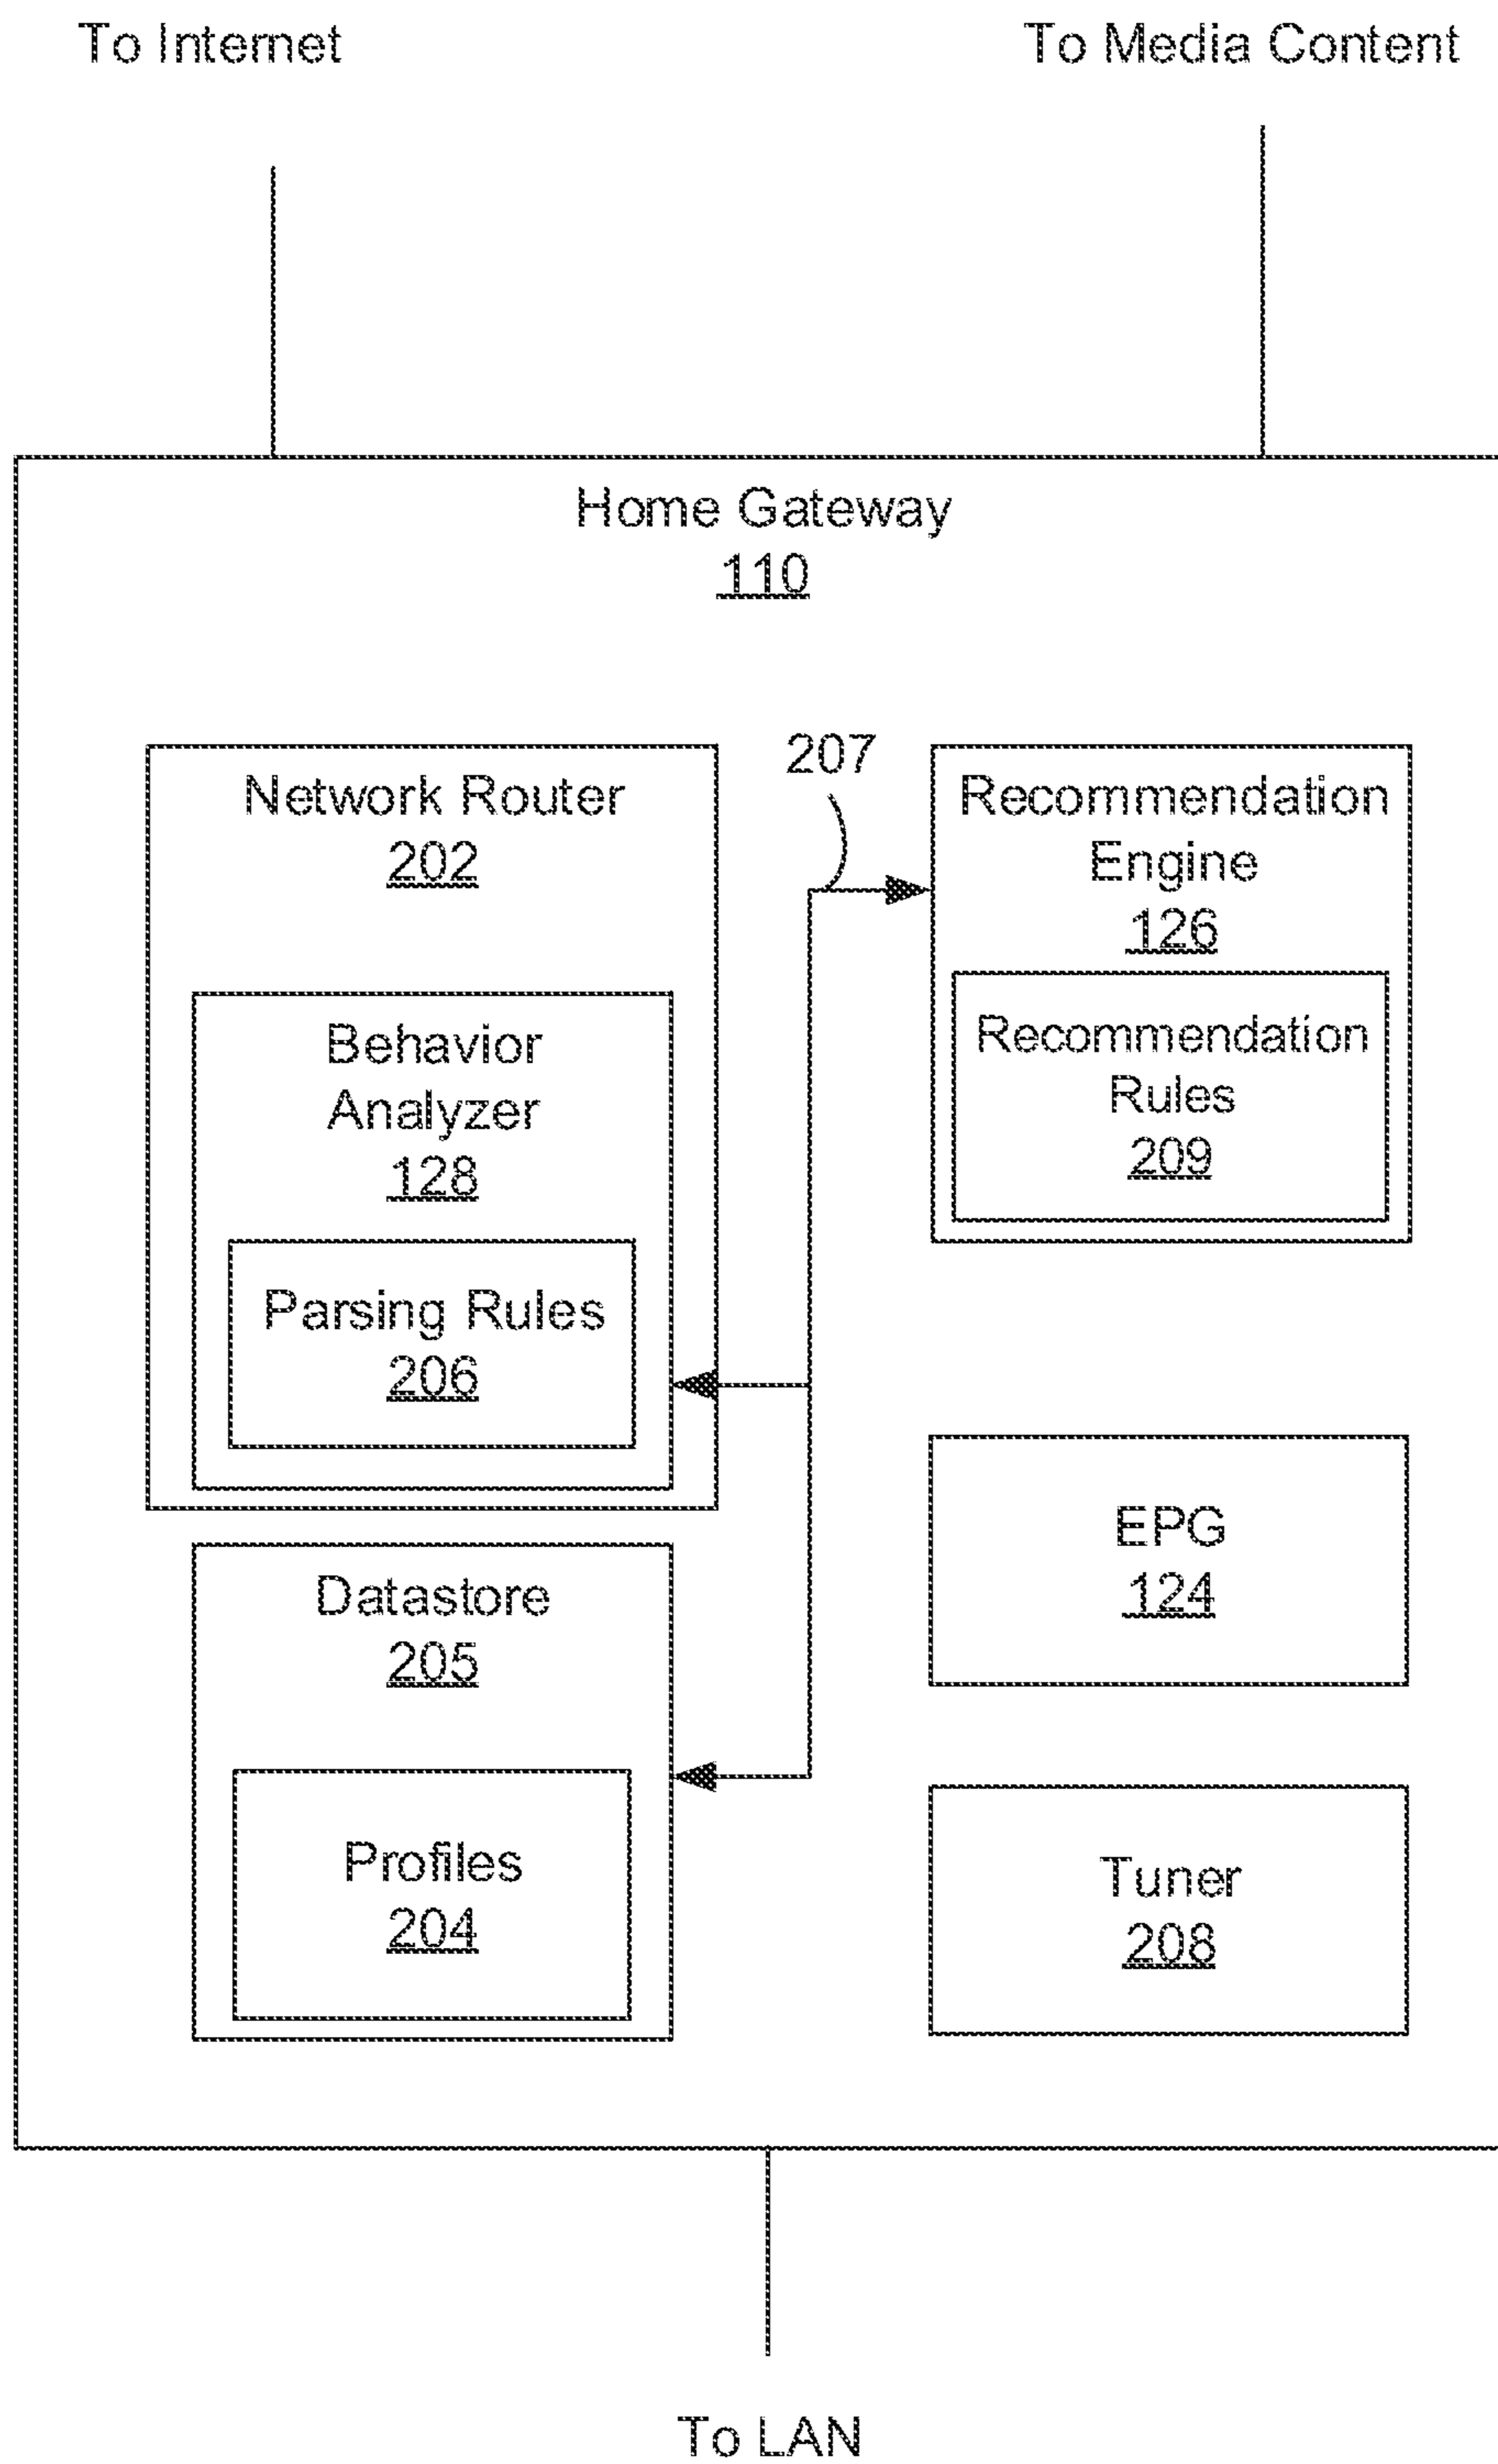 To Internet
To Media Content
Home Gateway
110
Network Router
202
207
Recommendation
Engine
126
Recommendation
Rules
209
Behavior
Analyzer
128
Parsing Rules
206
EPG
124
Datastore
205
Profiles
204
Tuner
208
To LAN